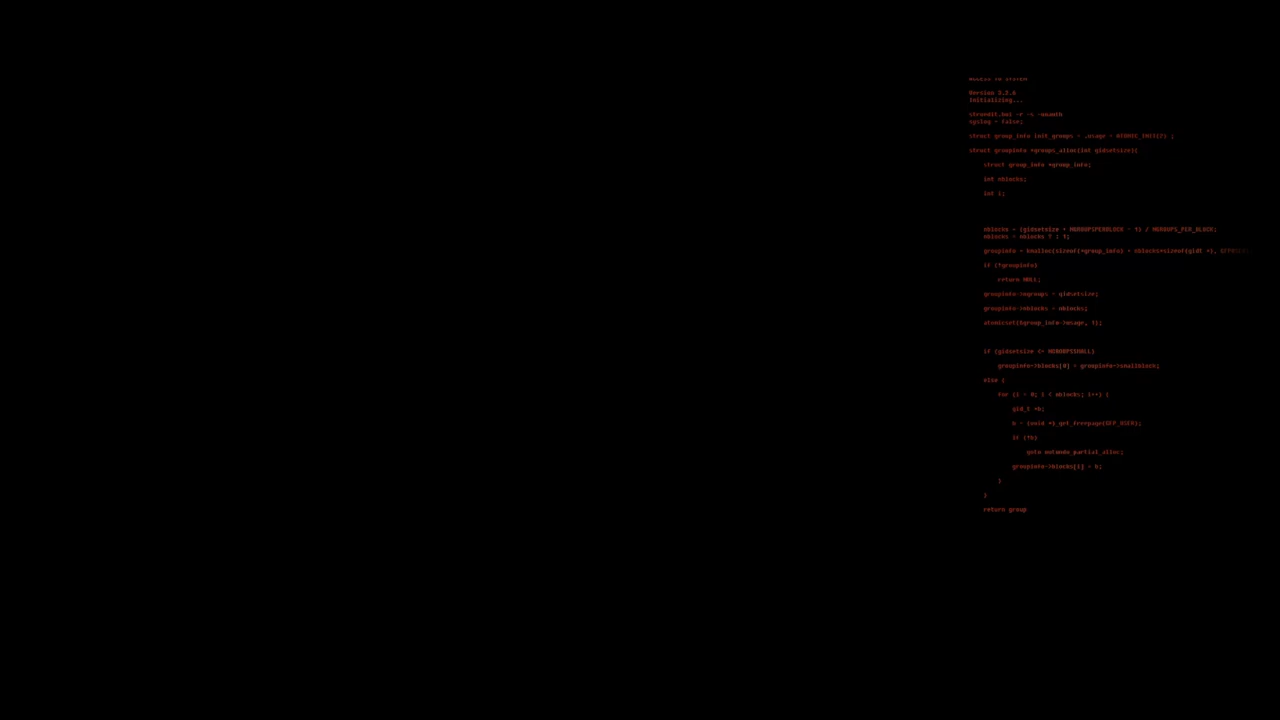 Version 3.2.6
Initializing...
syslog = false;
struct group_info init_groups = .usage = ATOMIC_INIT(2) ;
struct groupinfo *groups_alloc(int gidsetsize){
struct group_info *group_info;
int nblocks;
int i;
nblocks = (gidsetsize + NGROUPSPERBLOCK - 1) / NGROUPS_PER_BLOCK;
nblocks = nblocks ? : 1;
groupinfo = kmalloc(sizeof(*group_info) + nblocks*sizeof(gidt *),
if (!groupinfo)
return NULL;
groupinfo->ngroups = gidsetsize;
groupinfo->nblocks = nblocks;
atomicset(&group_info->usage, 1);
if (gidsetsize <= NGROUPSSMALL)
groupinfo->blocks[0] = groupinfo->smallblock;
else {
for (i = 0; i < nblocks; i++) {
gid_t *b;
b = (void *)_get_freepage(GFP_USER);
if (!b)
goto outundo_partial_alloc;
groupinfo->blocks[i] = b;
}
}
return group